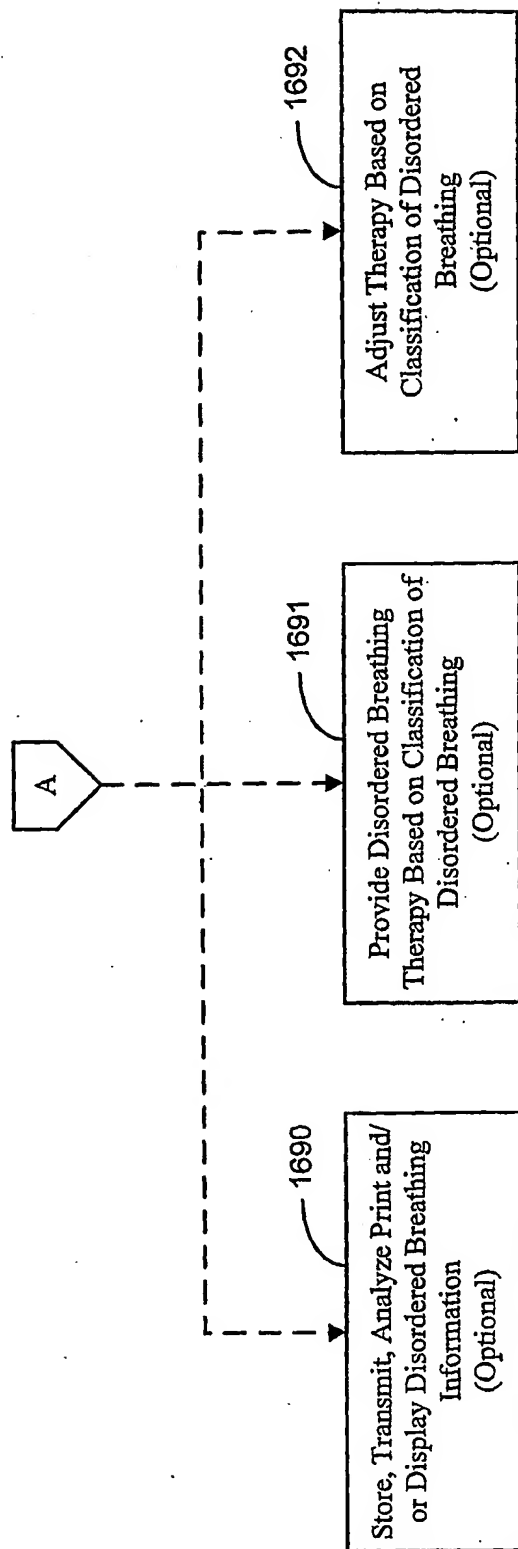 A
1690
Store, Transmit, Analyze Print and/
or Display Disordered Breathing
Information
(Optional)
1691
Provide Disordered Breathing
Therapy Based on Classification of
Disordered Breathing
(Optional)
1692
Adjust Therapy Based on
Classification of Disordered
Breathing
(Optional)